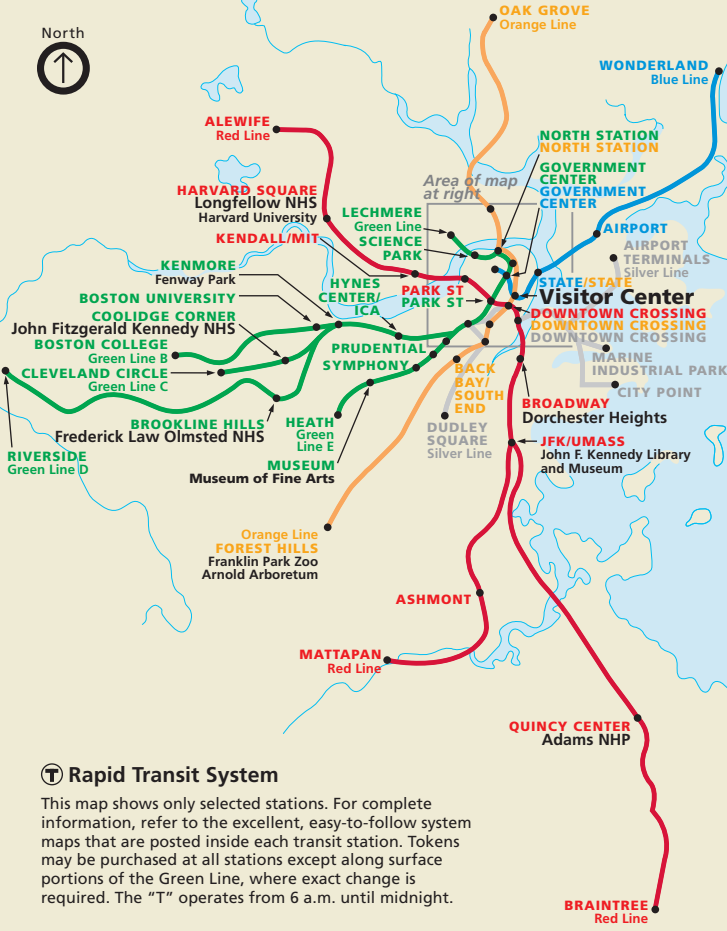 OAK GROVE
Orange Line
North
WONDERLAND
Blue Line
ALEWIFE
Red Line
NORTH STATION
NORTH STATION
GOVERNMENT
CENTER
GOVERNMENT
CENTER
Area of map
at right
HARVARD SQUARE
Longfellow NHS
Harvard University
LECHMERE
Green Line
SCIENCE
PARK
KENDALL/MIT
AIRPORT
AIRPORT
TERMINALS
Silver Line
KENMORE
Fenway Park
HYNES
CENTER/
ICA
BOSTON UNIVERSITY
COOLIDGE CORNER
John Fitzgerald Kennedy NHS
PARK ST
PARK ST
STATE/STATE
Visitor Center
DOWNTOWN CROSSING
DOWNTOWN CROSSING
DOWNTOWN CROSSING
BOSTON COLLEGE
Green Line B
CLEVELAND CIRCLE
Green Line C
PRUDENTIAL
SYMPHONY
MARINE
INDUSTRIAL PARK
CITY POINT
BACK
BAY/
SOUTH
END
BROADWAY
Dorchester Heights
BROOKLINE HILLS
Frederick Law Olmsted NHS
HEATH
Green
Line E
DUDLEY
SQUARE
Silver Line
JFK/UMASS
John F. Kennedy Library
and Museum
RIVERSIDE
Green Line D
MUSEUM
Museum of Fine Arts
Orange Line
FOREST HILLS
Franklin Park Zoo
Arnold Arboretum
ASHMONT
MATTAPAN
Red Line
QUINCY CENTER
Adams NHP
T Rapid Transit System
This map shows only selected stations. For complete
information, refer to the excellent, easy-to-follow system
maps that are posted inside each transit station. Tokens
may be purchased at all stations except along surface
portions of the Green Line, where exact change is
required. The “T” operates from 6 a.m. until midnight.
BRAINTREE
Red Line